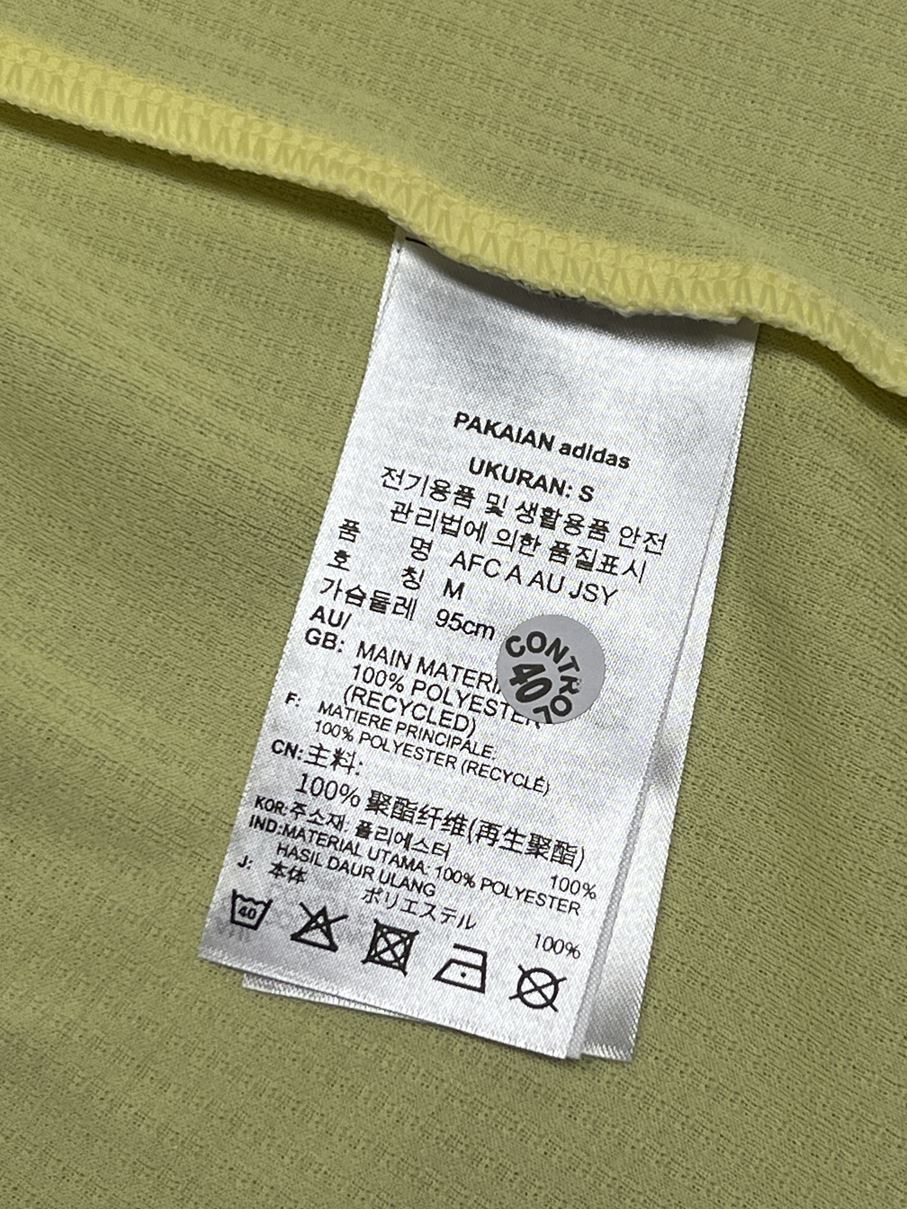 PAKAIAN adidas
UKURAN: S
전기용품 및 생활용품 안전
관리법에 의한 품질표시
품 명 AFC A AU JSY
호 칭 M
가슴둘레 95cm
AU/
GB: MAIN MATERI
100% POLYESTER
(RECYCLED)
F: MATIERE PRINCIPALE:
100% POLYESTER (RECYCLÉ)
CN:主料:
100% 聚酯纤维(再生聚酯)
KOR:주소재: 폴리에스터 100%
IND:MATERIAL UTAMA: 100% POLYESTER
HASIL DAUR ULANG
J: 本体
ポリエステル 100%
40
CONTROL
40